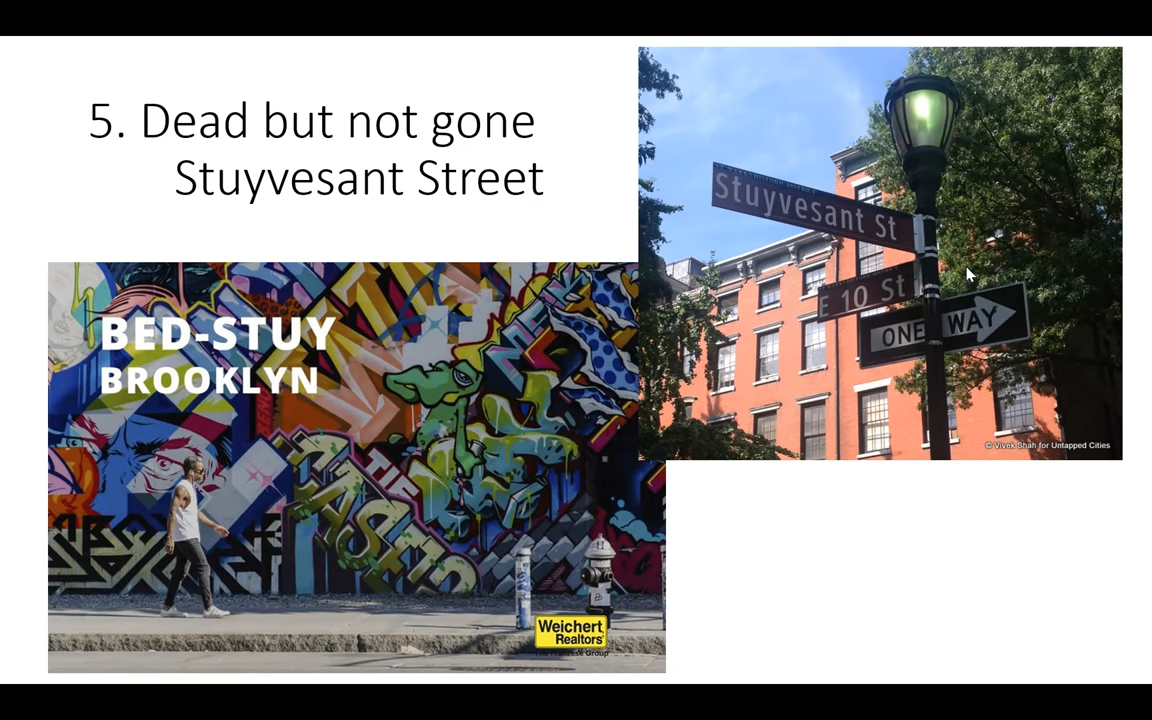 5. Dead but not gone
Stuyvesant Street
BED-STUY
BROOKLYN
Weichert
Realtors
Stuyvesant St
E 10 St
ONE WAY
© Vivek Shah for Untapped Cities